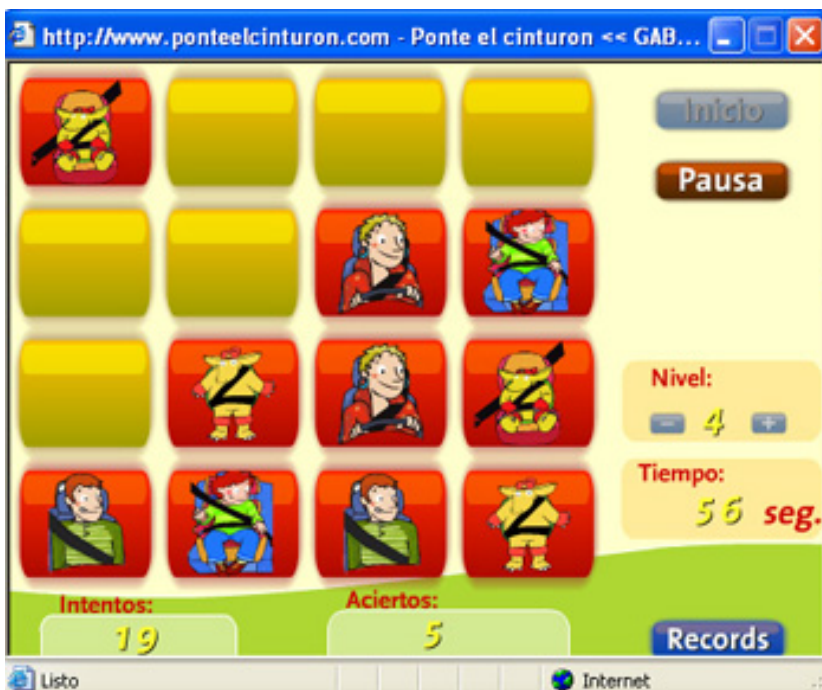 http://www.ponteelcinturon.com - Ponte el cinturon << GAB...
Inicio
Pausa
Nivel:
4
Tiempo:
56 seg.
Intentos:
19
Aciertos:
5
Records
Listo
Internet